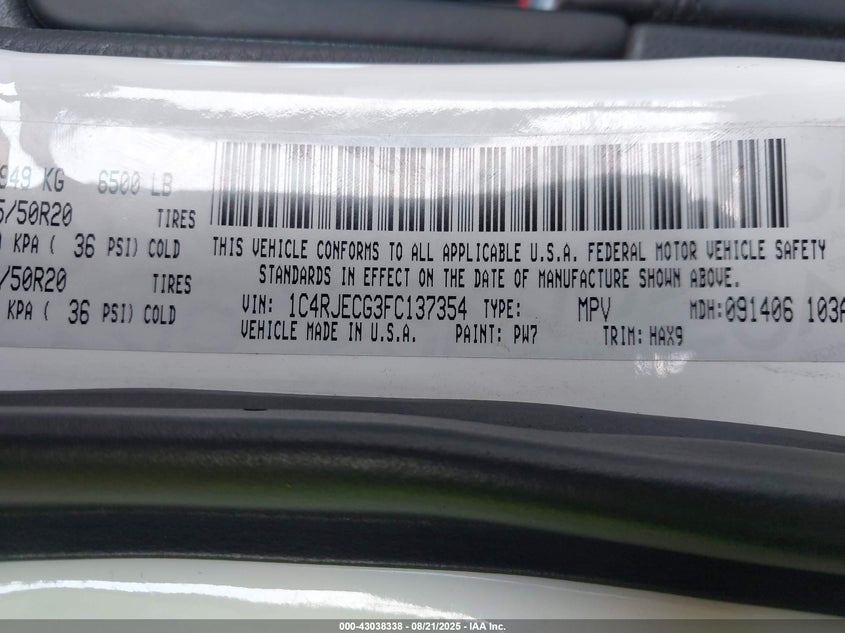 949 KG 6500 LB
5/50R20 TIRES
KPA ( 36 PSI) COLD
/50R20 TIRES
KPA ( 36 PSI) COLD
THIS VEHICLE CONFORMS TO ALL APPLICABLE U.S.A. FEDERAL MOTOR VEHICLE SAFETY
STANDARDS IN EFFECT ON THE DATE OF MANUFACTURE SHOWN ABOVE.
VIN: 1C4RJECG3FC137354 TYPE: MPV MDH: 091406 103A
VEHICLE MADE IN U.S.A. PAINT: PW7 TRIM: HAX9
000-43038338 - 08/21/2025 - IAA Inc.